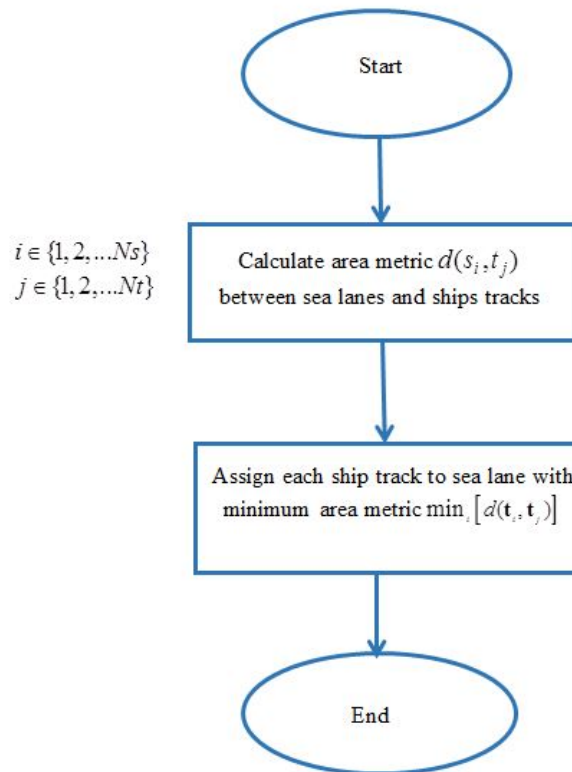 Start
i ∈ {1, 2, ...Ns}
j ∈ {1, 2, ...Nt}
Calculate area metric d(s_i, t_j)
between sea lanes and ships tracks
Assign each ship track to sea lane with
minimum area metric min_i [d(t_i, t_j)]
End